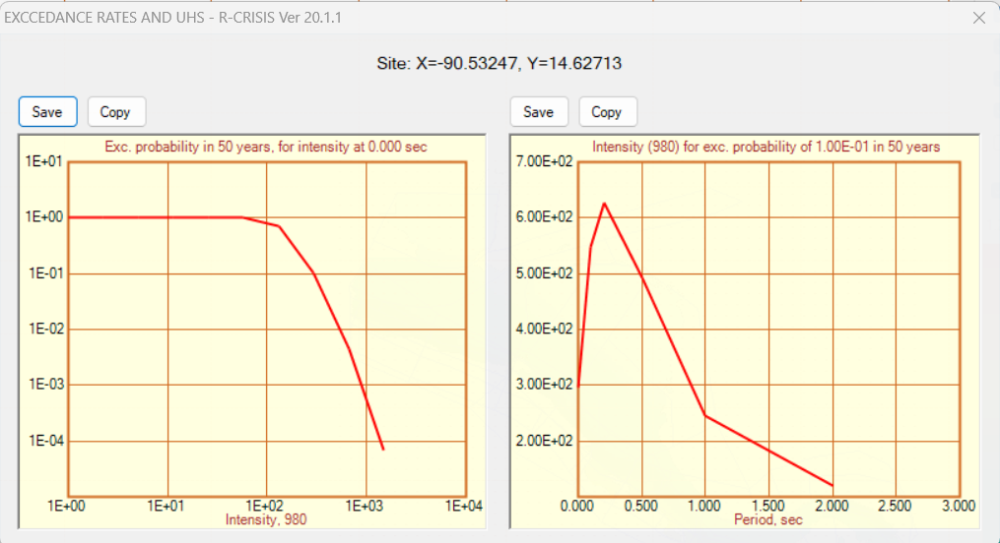 EXCCEDANCE RATES AND UHS - R-CRISIS Ver 20.1.1
Site: X=-90.53247, Y=14.62713
Save Copy
Exc. probability in 50 years, for intensity at 0.000 sec
1E+01
1E+00
1E-01
1E-02
1E-03
1E-04
1E+00 1E+01 1E+02 1E+03 1E+04
Intensity, 980
Save Copy
Intensity (980) for exc. probability of 1.00E-01 in 50 years
7.00E+02
6.00E+02
5.00E+02
4.00E+02
3.00E+02
2.00E+02
0.000 0.500 1.000 1.500 2.000 2.500 3.000
Period, sec